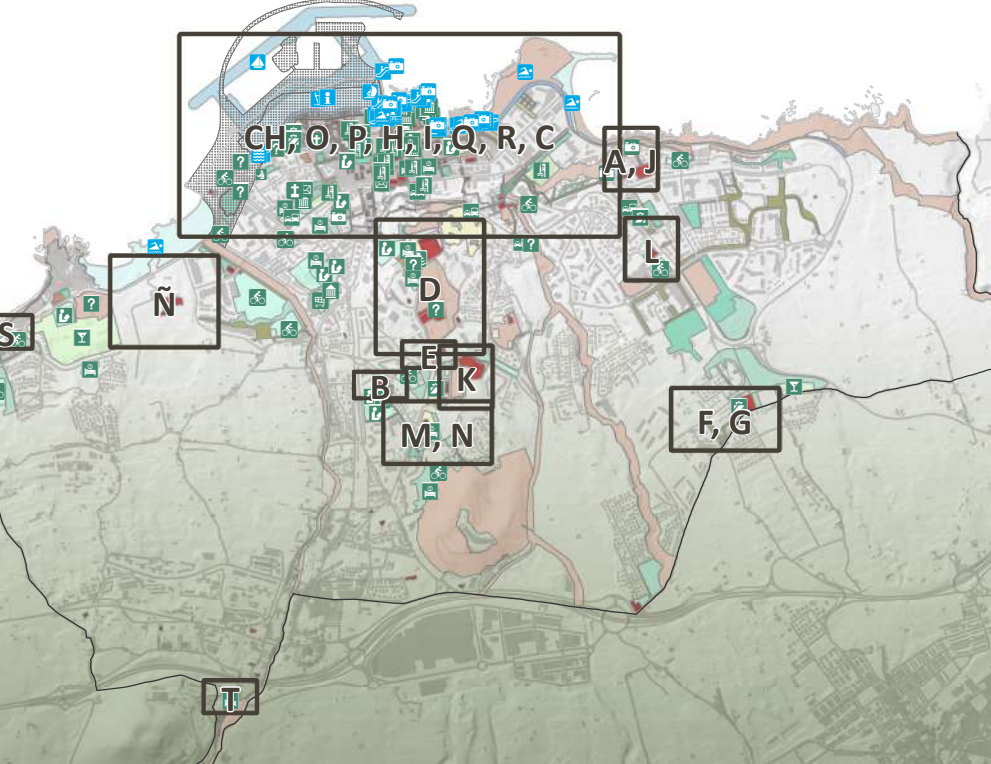 CH, O, P, H, I, Q, R, C
A, J
L
D
Ñ
S
E
K
B
F, G
M, N
T